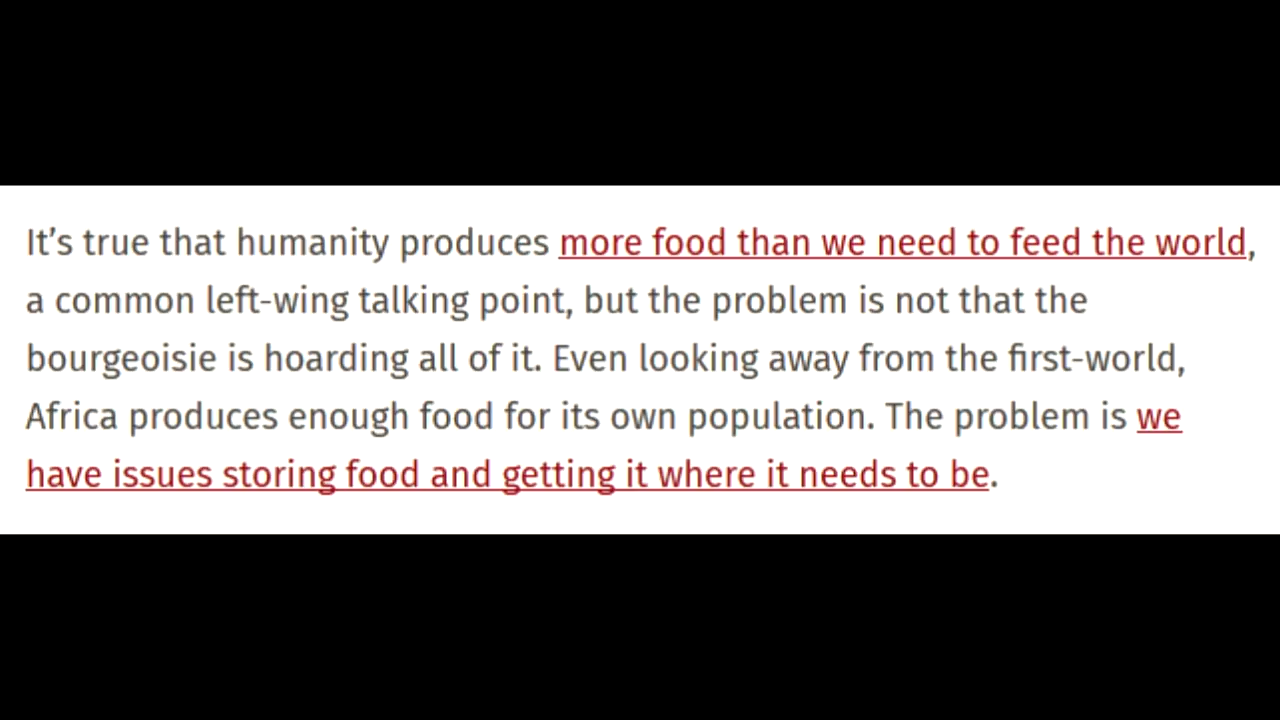 It’s true that humanity produces more food than we need to feed the world,
a common left-wing talking point, but the problem is not that the
bourgeoisie is hoarding all of it. Even looking away from the first-world,
Africa produces enough food for its own population. The problem is we
have issues storing food and getting it where it needs to be.